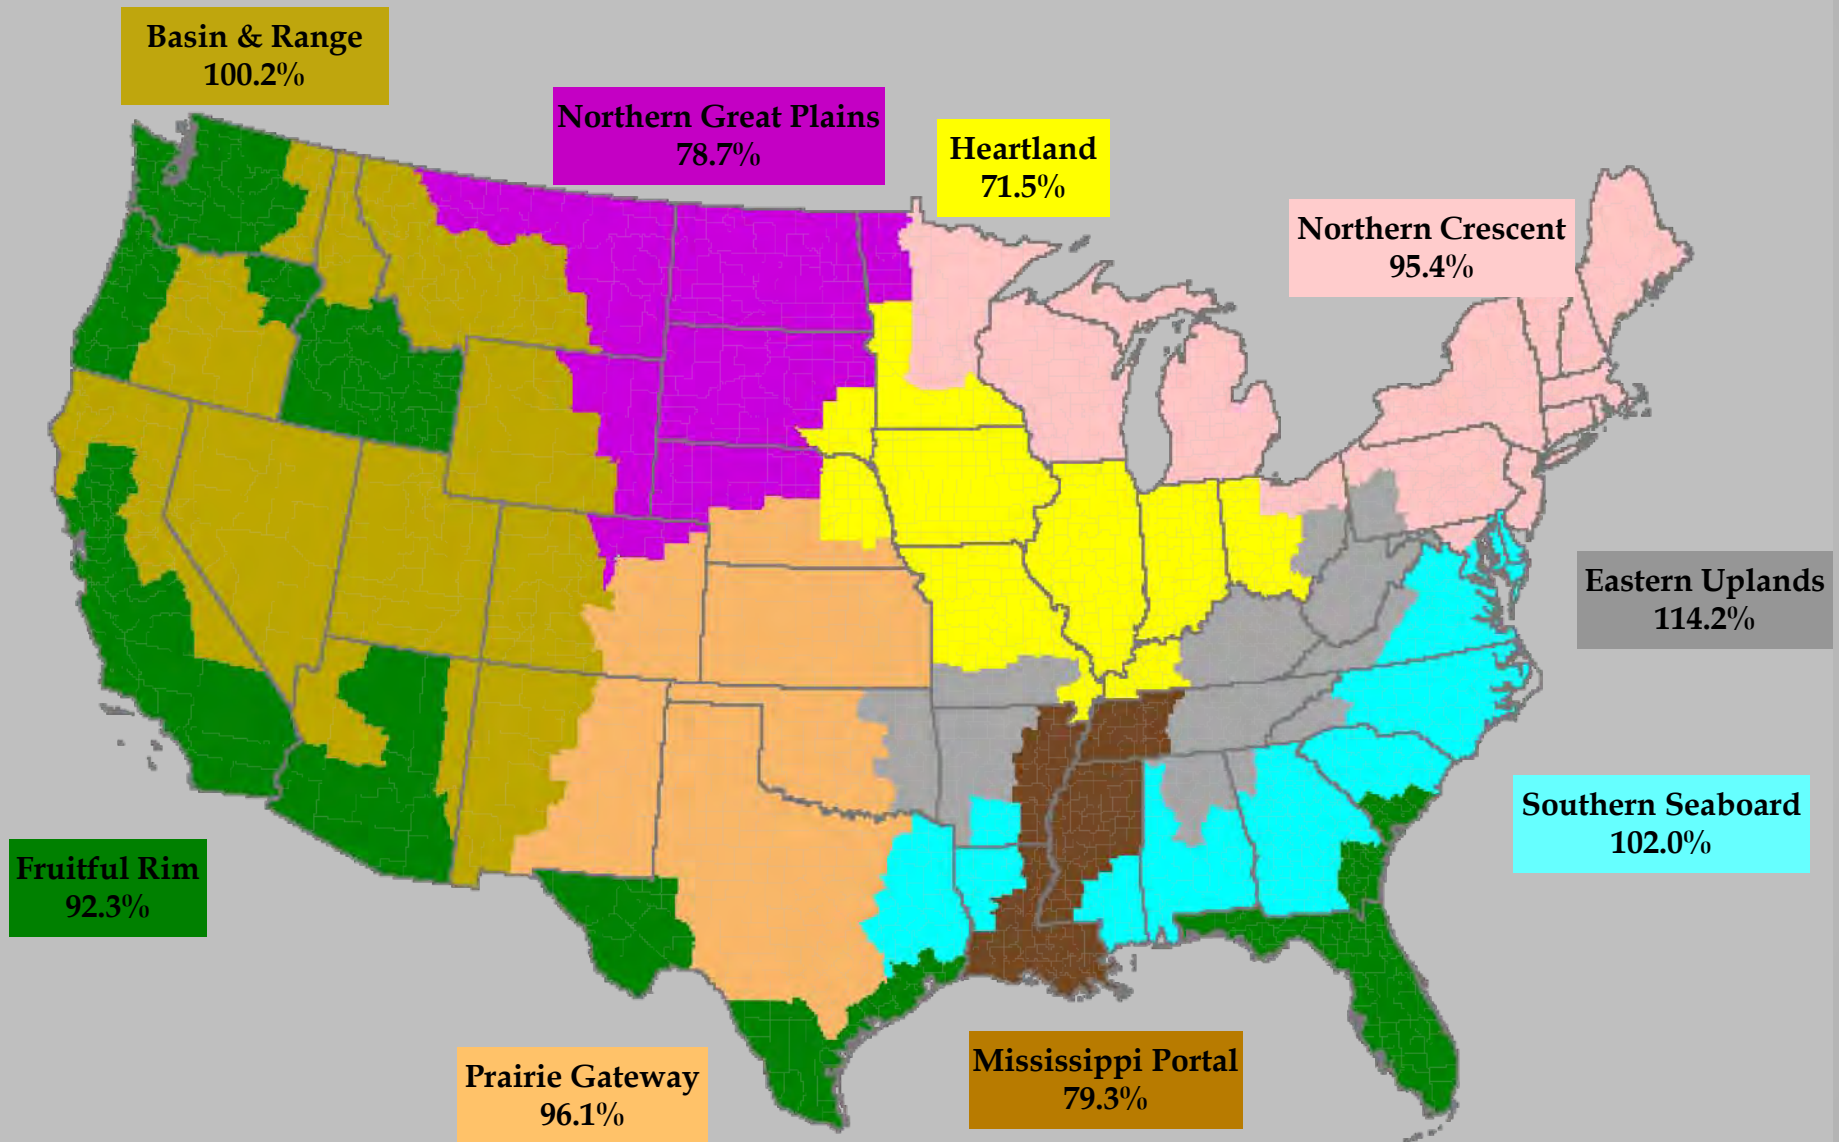 Basin & Range
100.2%
Northern Great Plains
78.7%
Heartland
71.5%
Northern Crescent
95.4%
Eastern Uplands
114.2%
Southern Seaboard
102.0%
Fruitful Rim
92.3%
Prairie Gateway
96.1%
Mississippi Portal
79.3%